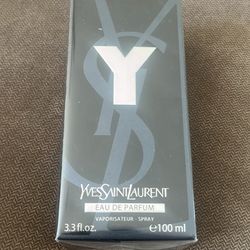 Y
YVESSAINTLAURENT
EAU DE PARFUM
VAPORISATEUR - SPRAY
3.3 fl.oz. ℮ 100 ml